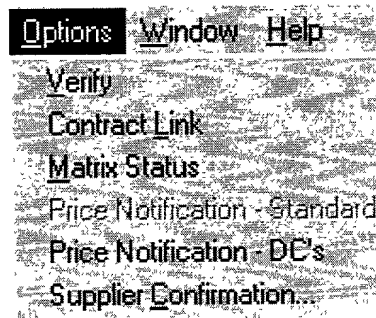 Options Window Help
Verify
Contract Link
Matrix Status
Price Notification - Standard
Price Notification - DC's
Supplier Confirmation...